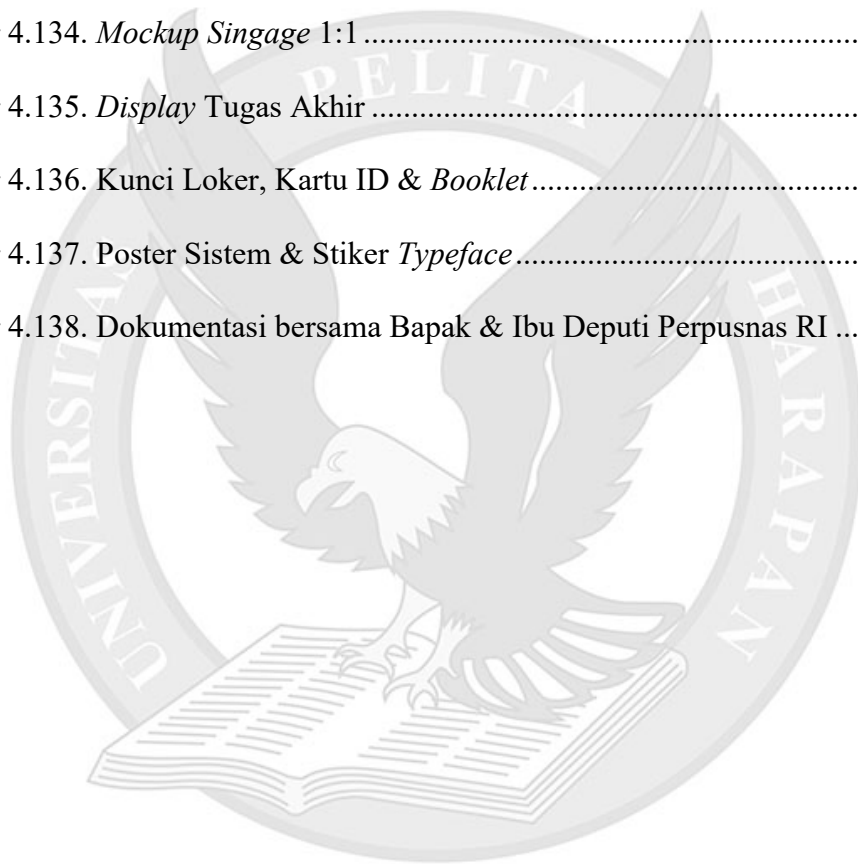 4.134. Mockup Singage 1:1 ........................................................................
4.135. Display Tugas Akhir ........................................................................
4.136. Kunci Loker, Kartu ID & Booklet ................................................
4.137. Poster Sistem & Stiker Typeface ..................................................
4.138. Dokumentasi bersama Bapak & Ibu Deputi Perpusnas RI ...
UNIVERSITAS PELITA HARAPAN